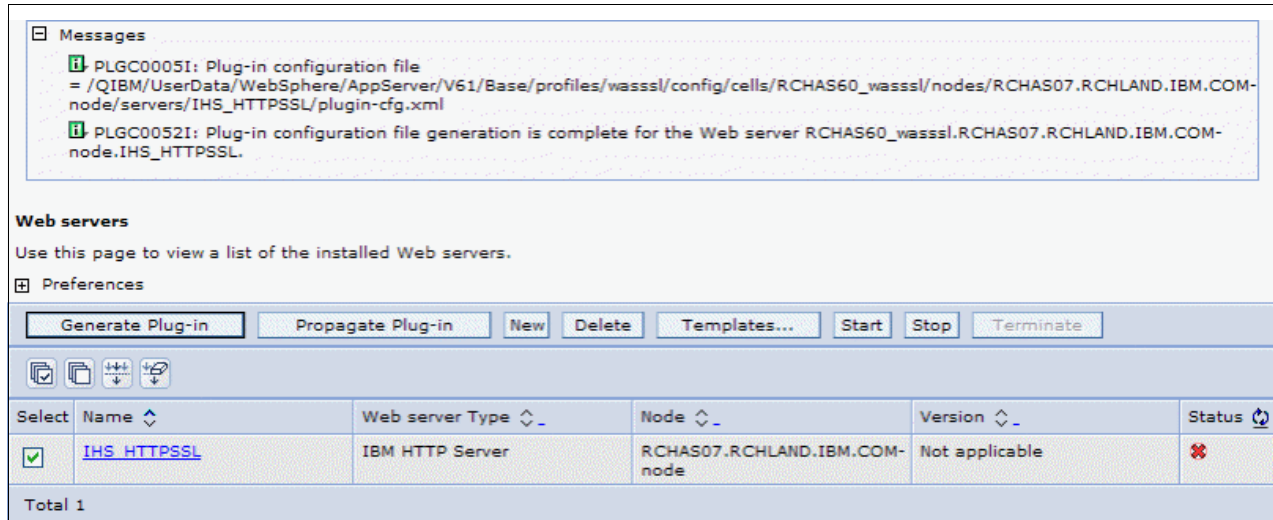 Messages
PLGC0005I: Plug-in configuration file
= /QIBM/UserData/WebSphere/AppServer/V61/Base/profiles/wasssl/config/cells/RCHAS60_wasssl/nodes/RCHAS07.RCHLAND.IBM.COM-
node/servers/IHS_HTTPSSL/plugin-cfg.xml
PLGC0052I: Plug-in configuration file generation is complete for the Web server RCHAS60_wasssl.RCHAS07.RCHLAND.IBM.COM-
node.IHS_HTTPSSL.
Web servers
Use this page to view a list of the installed Web servers.
Preferences
Generate Plug-in Propagate Plug-in New Delete Templates... Start Stop Terminate
Select Name Web server Type Node Version Status
IHS_HTTPSSL IBM HTTP Server RCHAS07.RCHLAND.IBM.COM- Not applicable
node
Total 1